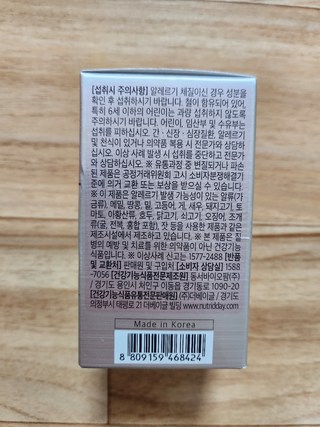 [섭취시 주의사항] 알레르기 체질이신 경우 성분을
확인 후 섭취하시기 바랍니다. 철이 함유되어 있어,
특히 6세 이하의 어린이는 과량 섭취하지 않도록
주의하시기 바랍니다. 어린이, 임산부 및 수유부는
섭취를 피하십시오. 간·신장·심장질환, 알레르기
및 천식이 있거나 의약품 복용 시 전문가와 상담하
십시오. 이상 사례 발생 시 섭취를 중단하고 전문가
와 상담하십시오. ※ 유통과정 중 변질되거나 파손
된 제품은 공정거래위원회 고시 소비자분쟁해결기
준에 의거 교환 또는 보상을 받으실 수 있습니다.
※ 이 제품은 알레르기 발생 가능성이 있는 알류(가
금류), 메밀, 땅콩, 밀, 고등어, 게, 새우, 돼지고기, 토
마토, 아황산류, 호두, 닭고기, 쇠고기, 오징어, 조개
류(굴, 전복, 홍합 포함), 잣 등을 사용한 제품과 같은
제조시설에서 제조하고 있습니다. ※ 본 제품은 질
병의 예방 및 치료를 위한 의약품이 아닌 건강기능
식품입니다. ※ 이상사례 신고는 1577-2488 [반품
및 교환처] 판매원 및 구입처 [소비자 상담실] 1588
-7056 [건강기능식품전문제조원] 동서바이오팜(주)
/ 경기도 용인시 처인구 이동읍 경기동로 1090-20
[건강기능식품유통전문판매원] (주)더베이글 / 경기도
의정부시 태평로 21 더베이글 빌딩 www.nutridday.com
Made in Korea
8 809159 468424